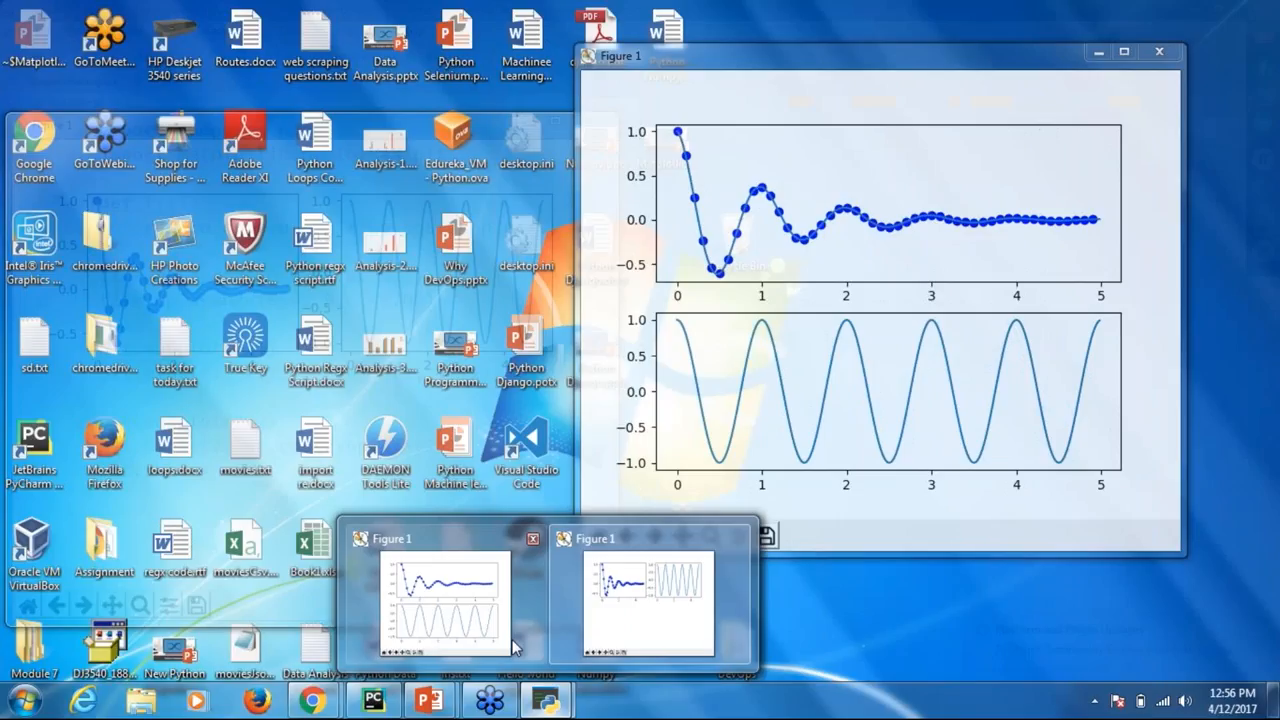 ~$Matplotl...
GoToMeet...
HP Deskjet
3540 series
Routes.docx
web scraping
questions.txt
Data
Analysis.pptx
Python
Selenium.p...
Machinee
Learning...
PDF
Figure 1
1.0
0.5
0.0
−0.5
0 1 2 3 4 5
1.0
0.5
0.0
−0.5
−1.0
0 1 2 3 4 5
Google
Chrome
GoToWebi...
Shop for
Supplies - ...
Adobe
Reader XI
Python
Loops Co...
Analysis-1....
Edureka_VM
- Python.ova
desktop.ini
Intel® Iris™
Graphics ...
chromedriv...
HP Photo
Creations
McAfee
Security Sc...
Python regx
script.rtf
Analysis-2....
Why
DevOps.pptx
desktop.ini
sd.txt
chromedriv...
task for
today.txt
True Key
Python Regx
Script.docx
Analysis-3....
Python
Programm...
Python
Django.potx
JetBrains
PyCharm ...
Mozilla
Firefox
loops.docx
movies.txt
import
re.docx
DAEMON
Tools Lite
Python
Machine le...
Visual Studio
Code
Oracle VM
VirtualBox
Assignment
regx code.rtf
moviesCsv....
Book1.xls
Figure 1
Figure 1
Module 7
DJ3540_188...
New Python
moviesJso...
Data Analys
12:56 PM
4/12/2017